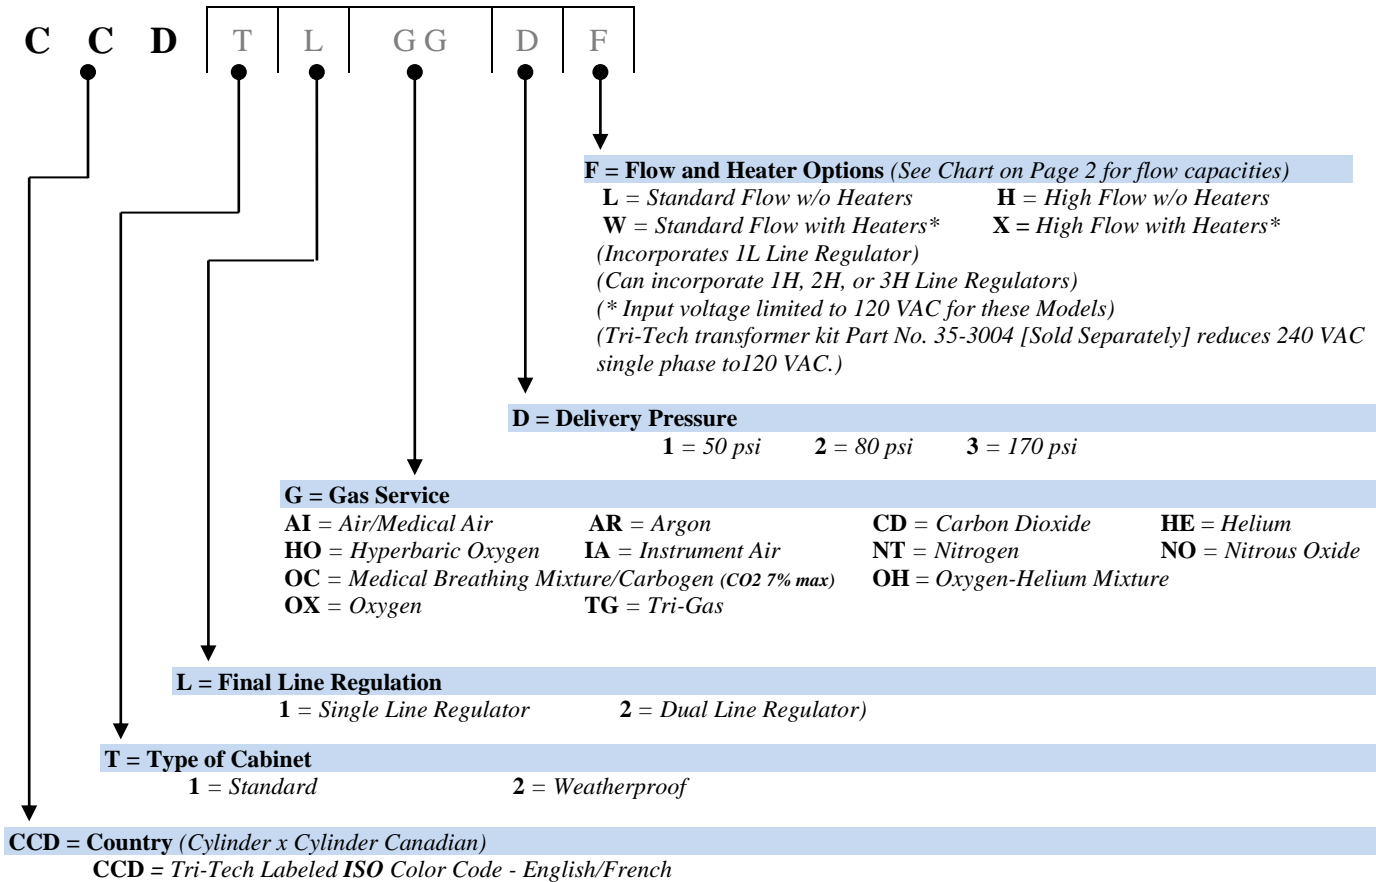 C C D T L GG D F
F = Flow and Heater Options (See Chart on Page 2 for flow capacities)
L = Standard Flow w/o Heaters H = High Flow w/o Heaters
W = Standard Flow with Heaters* X = High Flow with Heaters*
(Incorporates 1L Line Regulator)
(Can incorporate 1H, 2H, or 3H Line Regulators)
(* Input voltage limited to 120 VAC for these Models)
(Tri-Tech transformer kit Part No. 35-3004 [Sold Separately] reduces 240 VAC
single phase to120 VAC.)
D = Delivery Pressure
1 = 50 psi 2 = 80 psi 3 = 170 psi
G = Gas Service
AI = Air/Medical Air AR = Argon CD = Carbon Dioxide HE = Helium
HO = Hyperbaric Oxygen IA = Instrument Air NT = Nitrogen NO = Nitrous Oxide
OC = Medical Breathing Mixture/Carbogen (CO2 7% max) OH = Oxygen-Helium Mixture
OX = Oxygen TG = Tri-Gas
L = Final Line Regulation
1 = Single Line Regulator 2 = Dual Line Regulator)
T = Type of Cabinet
1 = Standard 2 = Weatherproof
CCD = Country (Cylinder x Cylinder Canadian)
CCD = Tri-Tech Labeled ISO Color Code - English/French